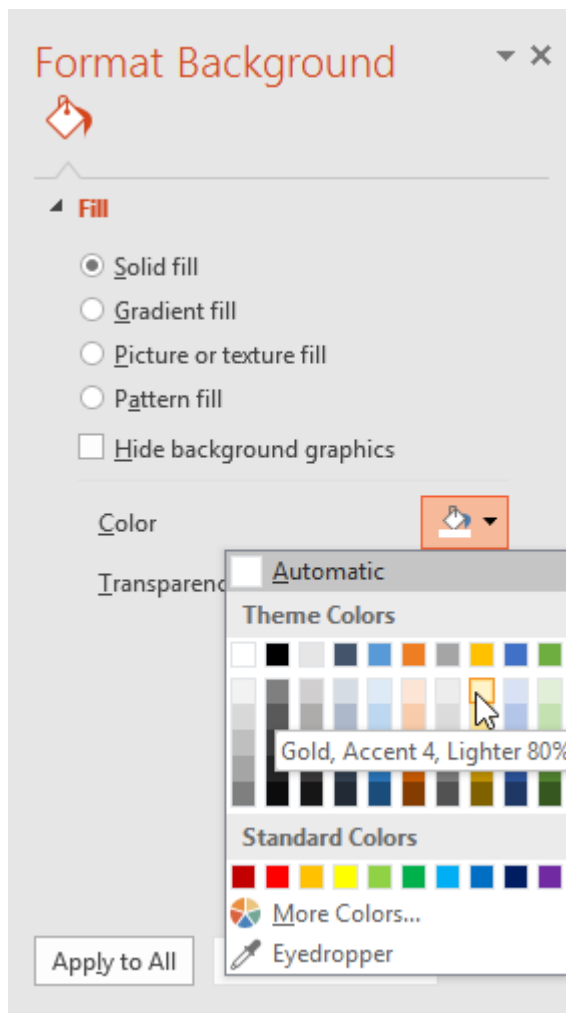 Format Background
Fill
Solid fill
Gradient fill
Picture or texture fill
Pattern fill
Hide background graphics
Color
Transparenc
Automatic
Theme Colors
Gold, Accent 4, Lighter 80%
Standard Colors
More Colors...
Eyedropper
Apply to All